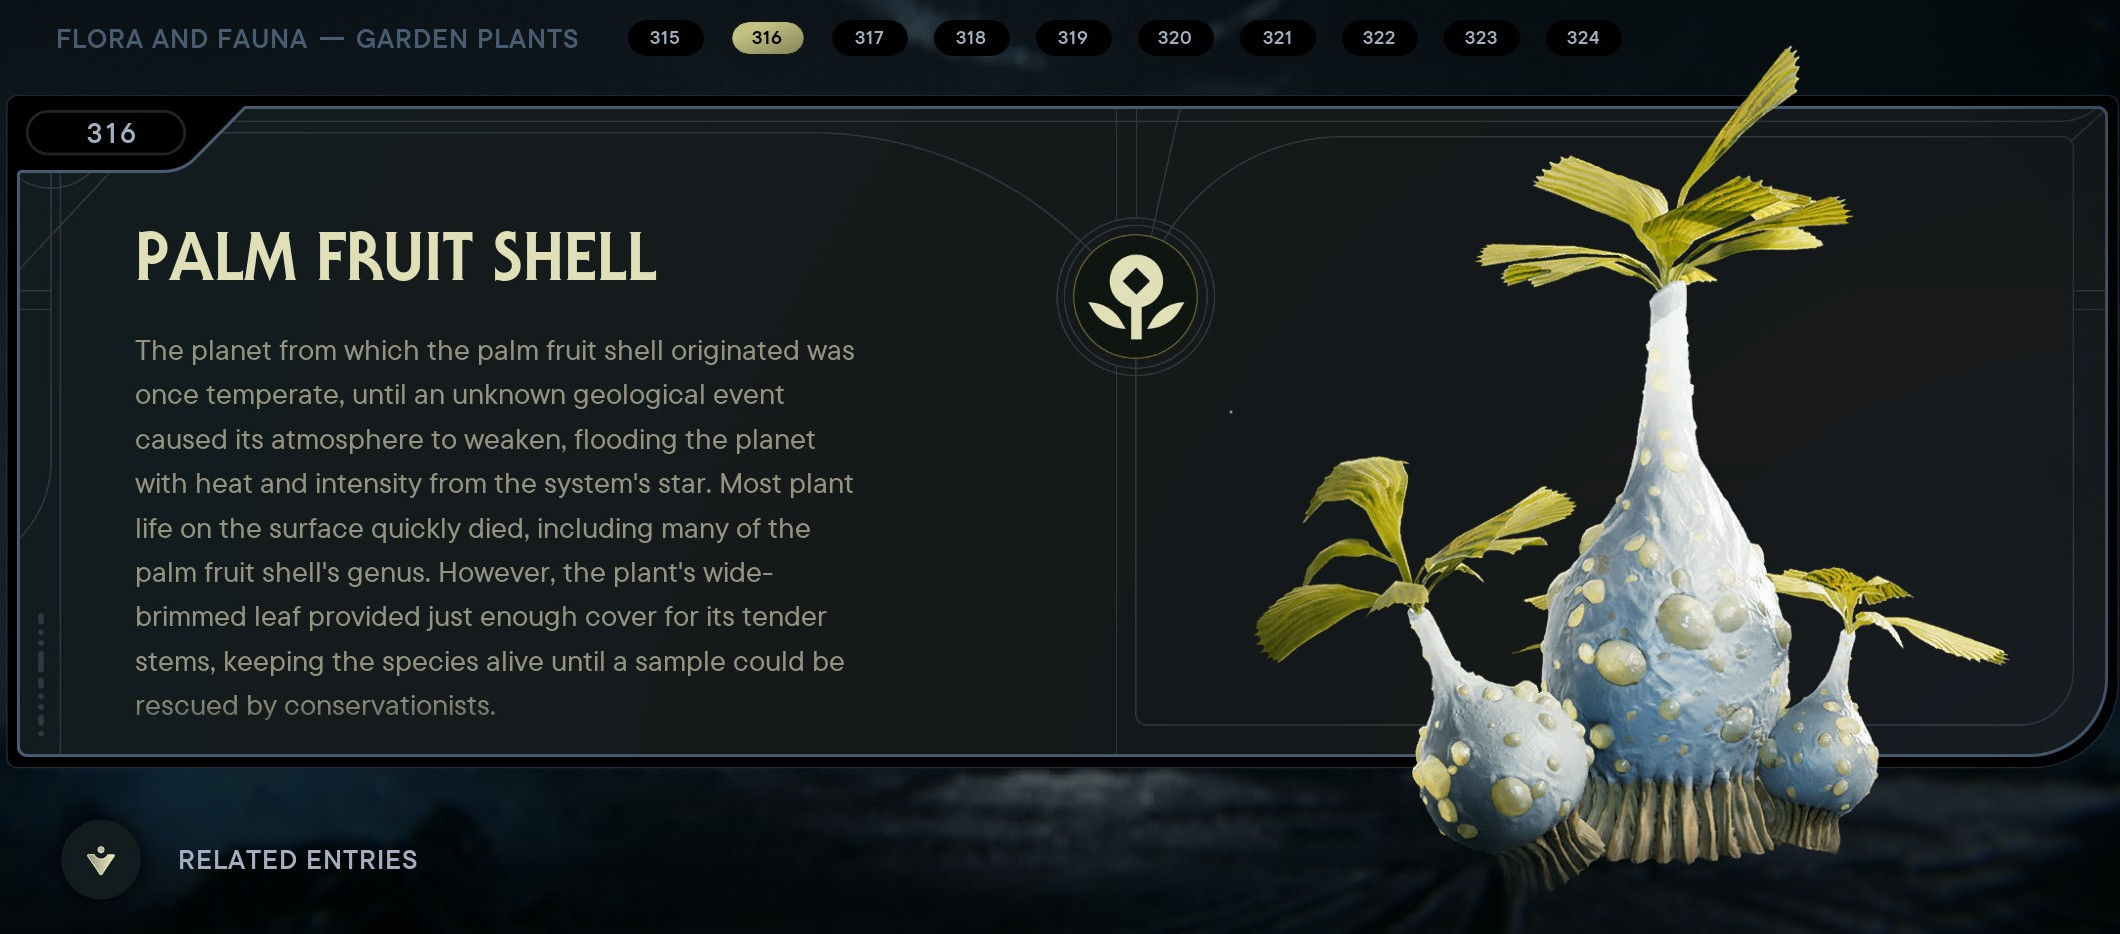 FLORA AND FAUNA — GARDEN PLANTS 315 316 317 318 319 320 321 322 323 324
316
PALM FRUIT SHELL
The planet from which the palm fruit shell originated was
once temperate, until an unknown geological event
caused its atmosphere to weaken, flooding the planet
with heat and intensity from the system's star. Most plant
life on the surface quickly died, including many of the
palm fruit shell's genus. However, the plant's wide-
brimmed leaf provided just enough cover for its tender
stems, keeping the species alive until a sample could be
rescued by conservationists.
RELATED ENTRIES